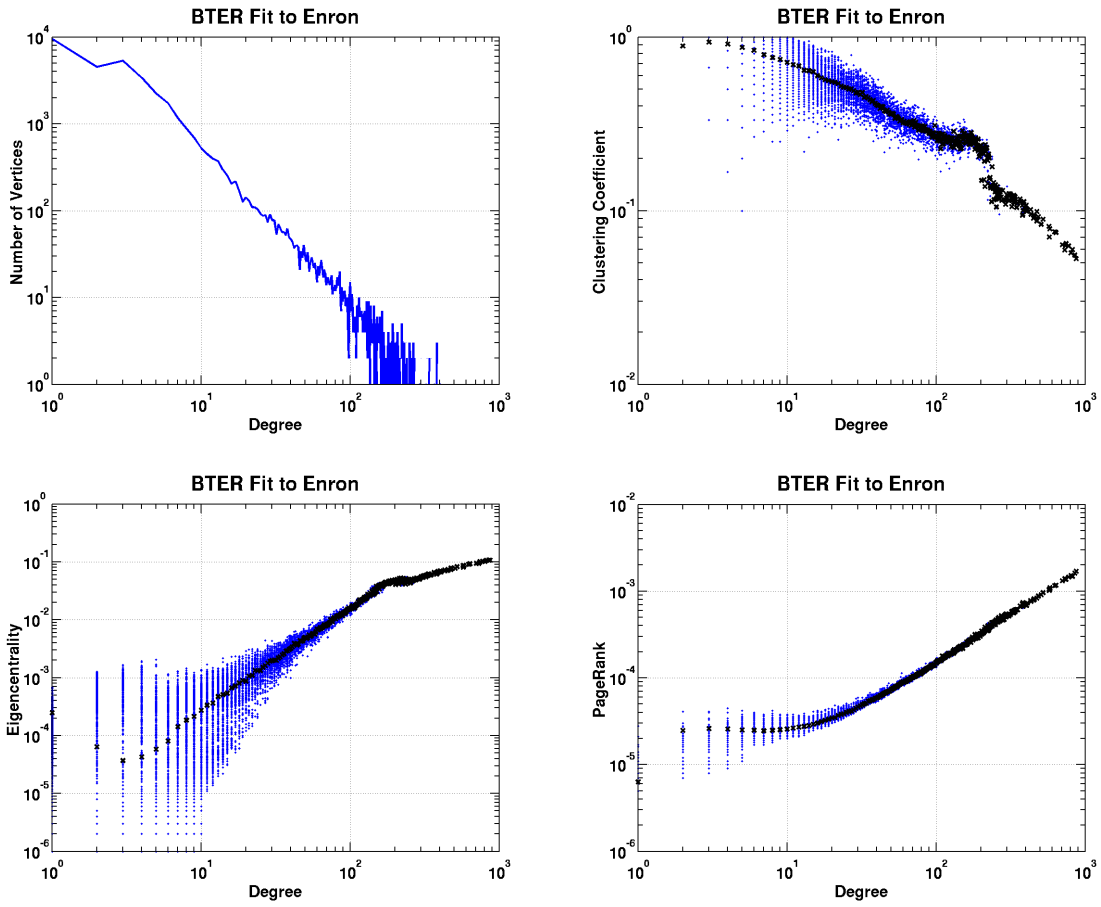 BTER Fit to Enron
10^4
10^3
10^2
10^1
10^0
Number of Vertices
10^0 10^1 10^2 10^3
Degree
BTER Fit to Enron
10^0
10^-1
10^-2
Clustering Coefficient
10^0 10^1 10^2 10^3
Degree
BTER Fit to Enron
10^0
10^-1
10^-2
10^-3
10^-4
10^-5
10^-6
Eigencentrality
10^0 10^1 10^2 10^3
Degree
BTER Fit to Enron
10^-2
10^-3
10^-4
10^-5
10^-6
PageRank
10^0 10^1 10^2 10^3
Degree